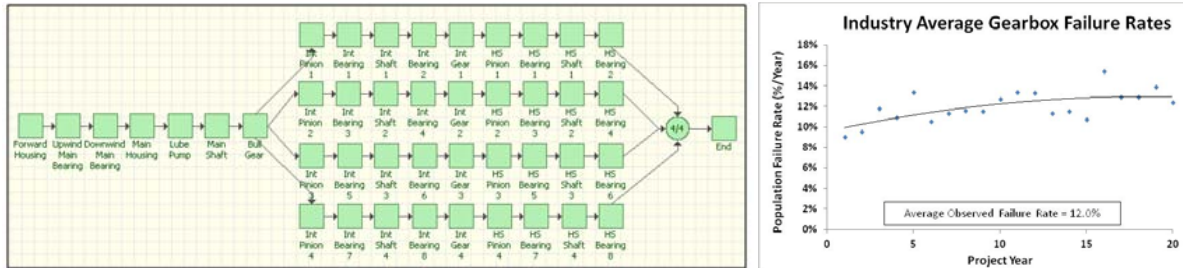 Forward
Housing
Upwind
Main
Bearing
Downwind
Main
Bearing
Main
Housing
Lube
Pump
Main
Shaft
Bull
Gear
Int
Pinion
1
Int
Bearing
1
Int
Shaft
1
Int
Bearing
2
Int
Gear
1
HS
Pinion
1
HS
Bearing
1
HS
Shaft
1
HS
Bearing
2
Int
Pinion
2
Int
Bearing
3
Int
Shaft
2
Int
Bearing
4
Int
Gear
2
HS
Pinion
2
HS
Bearing
3
HS
Shaft
2
HS
Bearing
4
Int
Pinion
3
Int
Bearing
5
Int
Shaft
3
Int
Bearing
6
Int
Gear
3
HS
Pinion
3
HS
Bearing
5
HS
Shaft
3
HS
Bearing
6
Int
Pinion
4
Int
Bearing
7
Int
Shaft
4
Int
Bearing
8
Int
Gear
4
HS
Pinion
4
HS
Bearing
7
HS
Shaft
4
HS
Bearing
8
4/4
End
Industry Average Gearbox Failure Rates
Population Failure Rate (%/Year)
18%
16%
14%
12%
10%
8%
6%
4%
2%
0%
Average Observed Failure Rate = 12.0%
0
5
10
15
20
Project Year